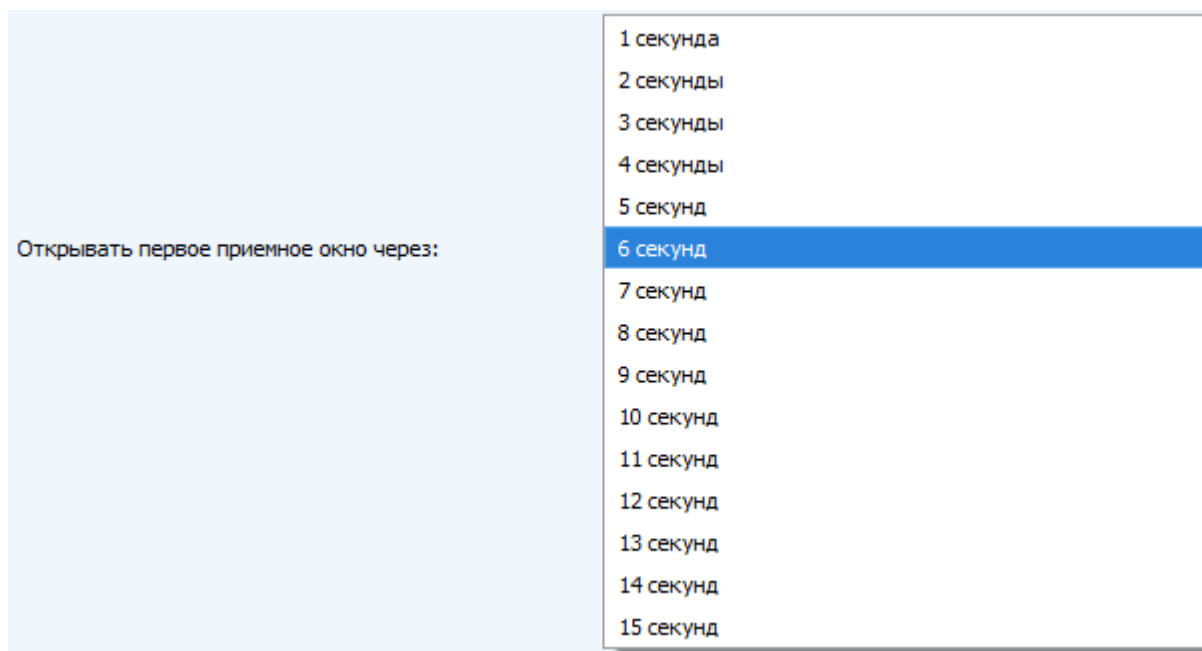 1 секунда
2 секунды
3 секунды
4 секунды
5 секунд
Открывать первое приемное окно через:
6 секунд
7 секунд
8 секунд
9 секунд
10 секунд
11 секунд
12 секунд
13 секунд
14 секунд
15 секунд